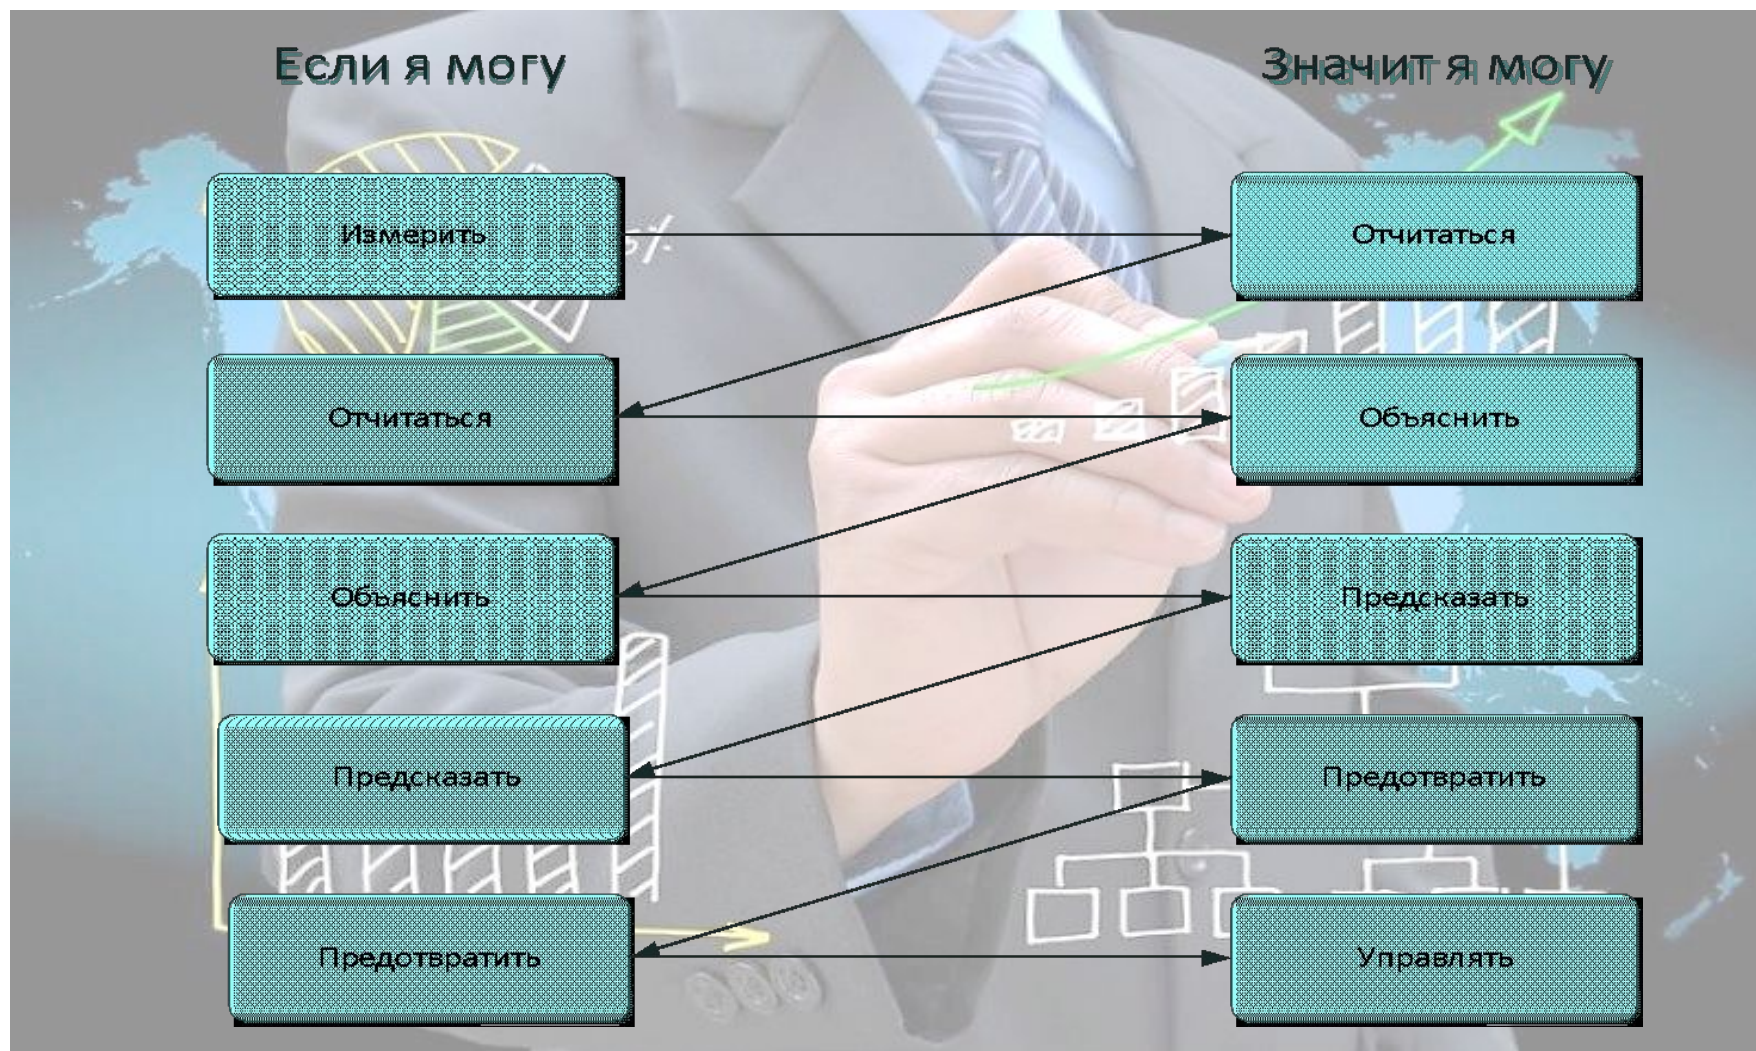 Если я могу
Значит я могу
Измерить
Отчитаться
Отчитаться
Объяснить
Объяснить
Предсказать
Предсказать
Предотвратить
Предотвратить
Управлять